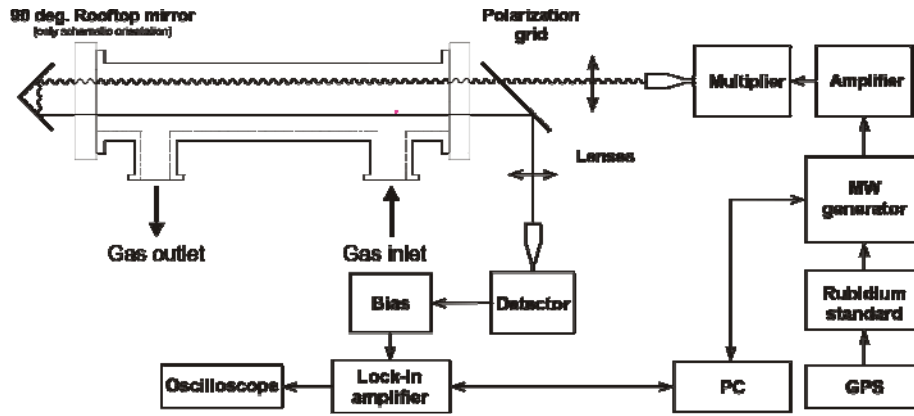 90 deg. Rooftop mirror
(only schematic orientation)
Polarization
grid
Multiplier
Amplifier
Lenses
MW
generator
Gas outlet
Gas inlet
Bias
Detector
Rubidium
standard
Oscilloscope
Lock-in
amplifier
PC
GPS